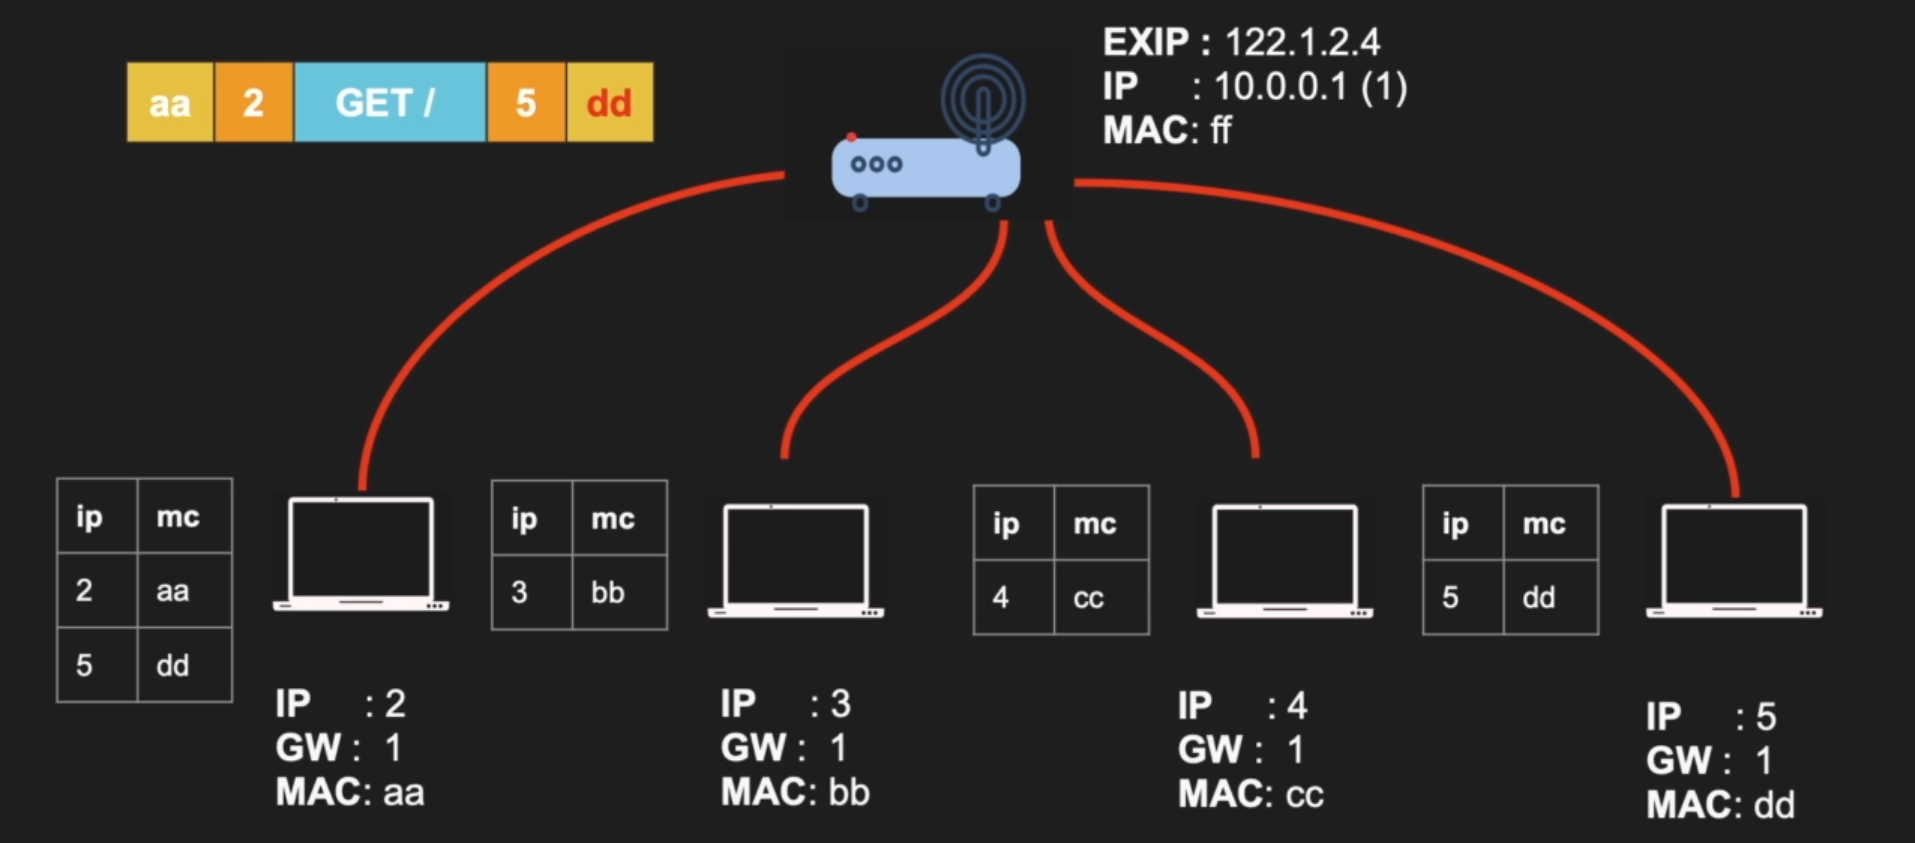 EXIP : 122.1.2.4
IP : 10.0.0.1 (1)
MAC: ff
aa 2 GET / 5 dd
ip mc
2 aa
5 dd
IP : 2
GW : 1
MAC: aa
ip mc
3 bb
IP : 3
GW : 1
MAC: bb
ip mc
4 cc
IP : 4
GW : 1
MAC: cc
ip mc
5 dd
IP : 5
GW : 1
MAC: dd